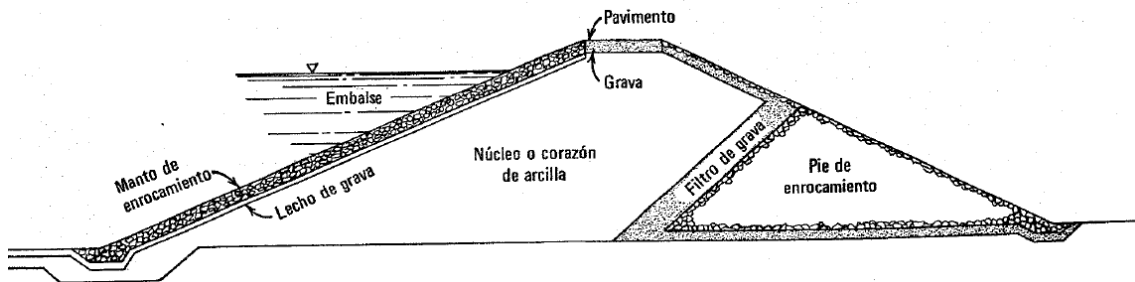 Pavimento
Embalse
Grava
Manto de
enrocamiento
Lecho de grava
Núcleo o corazón
de arcilla
Filtro de grava
Pie de
enrocamiento